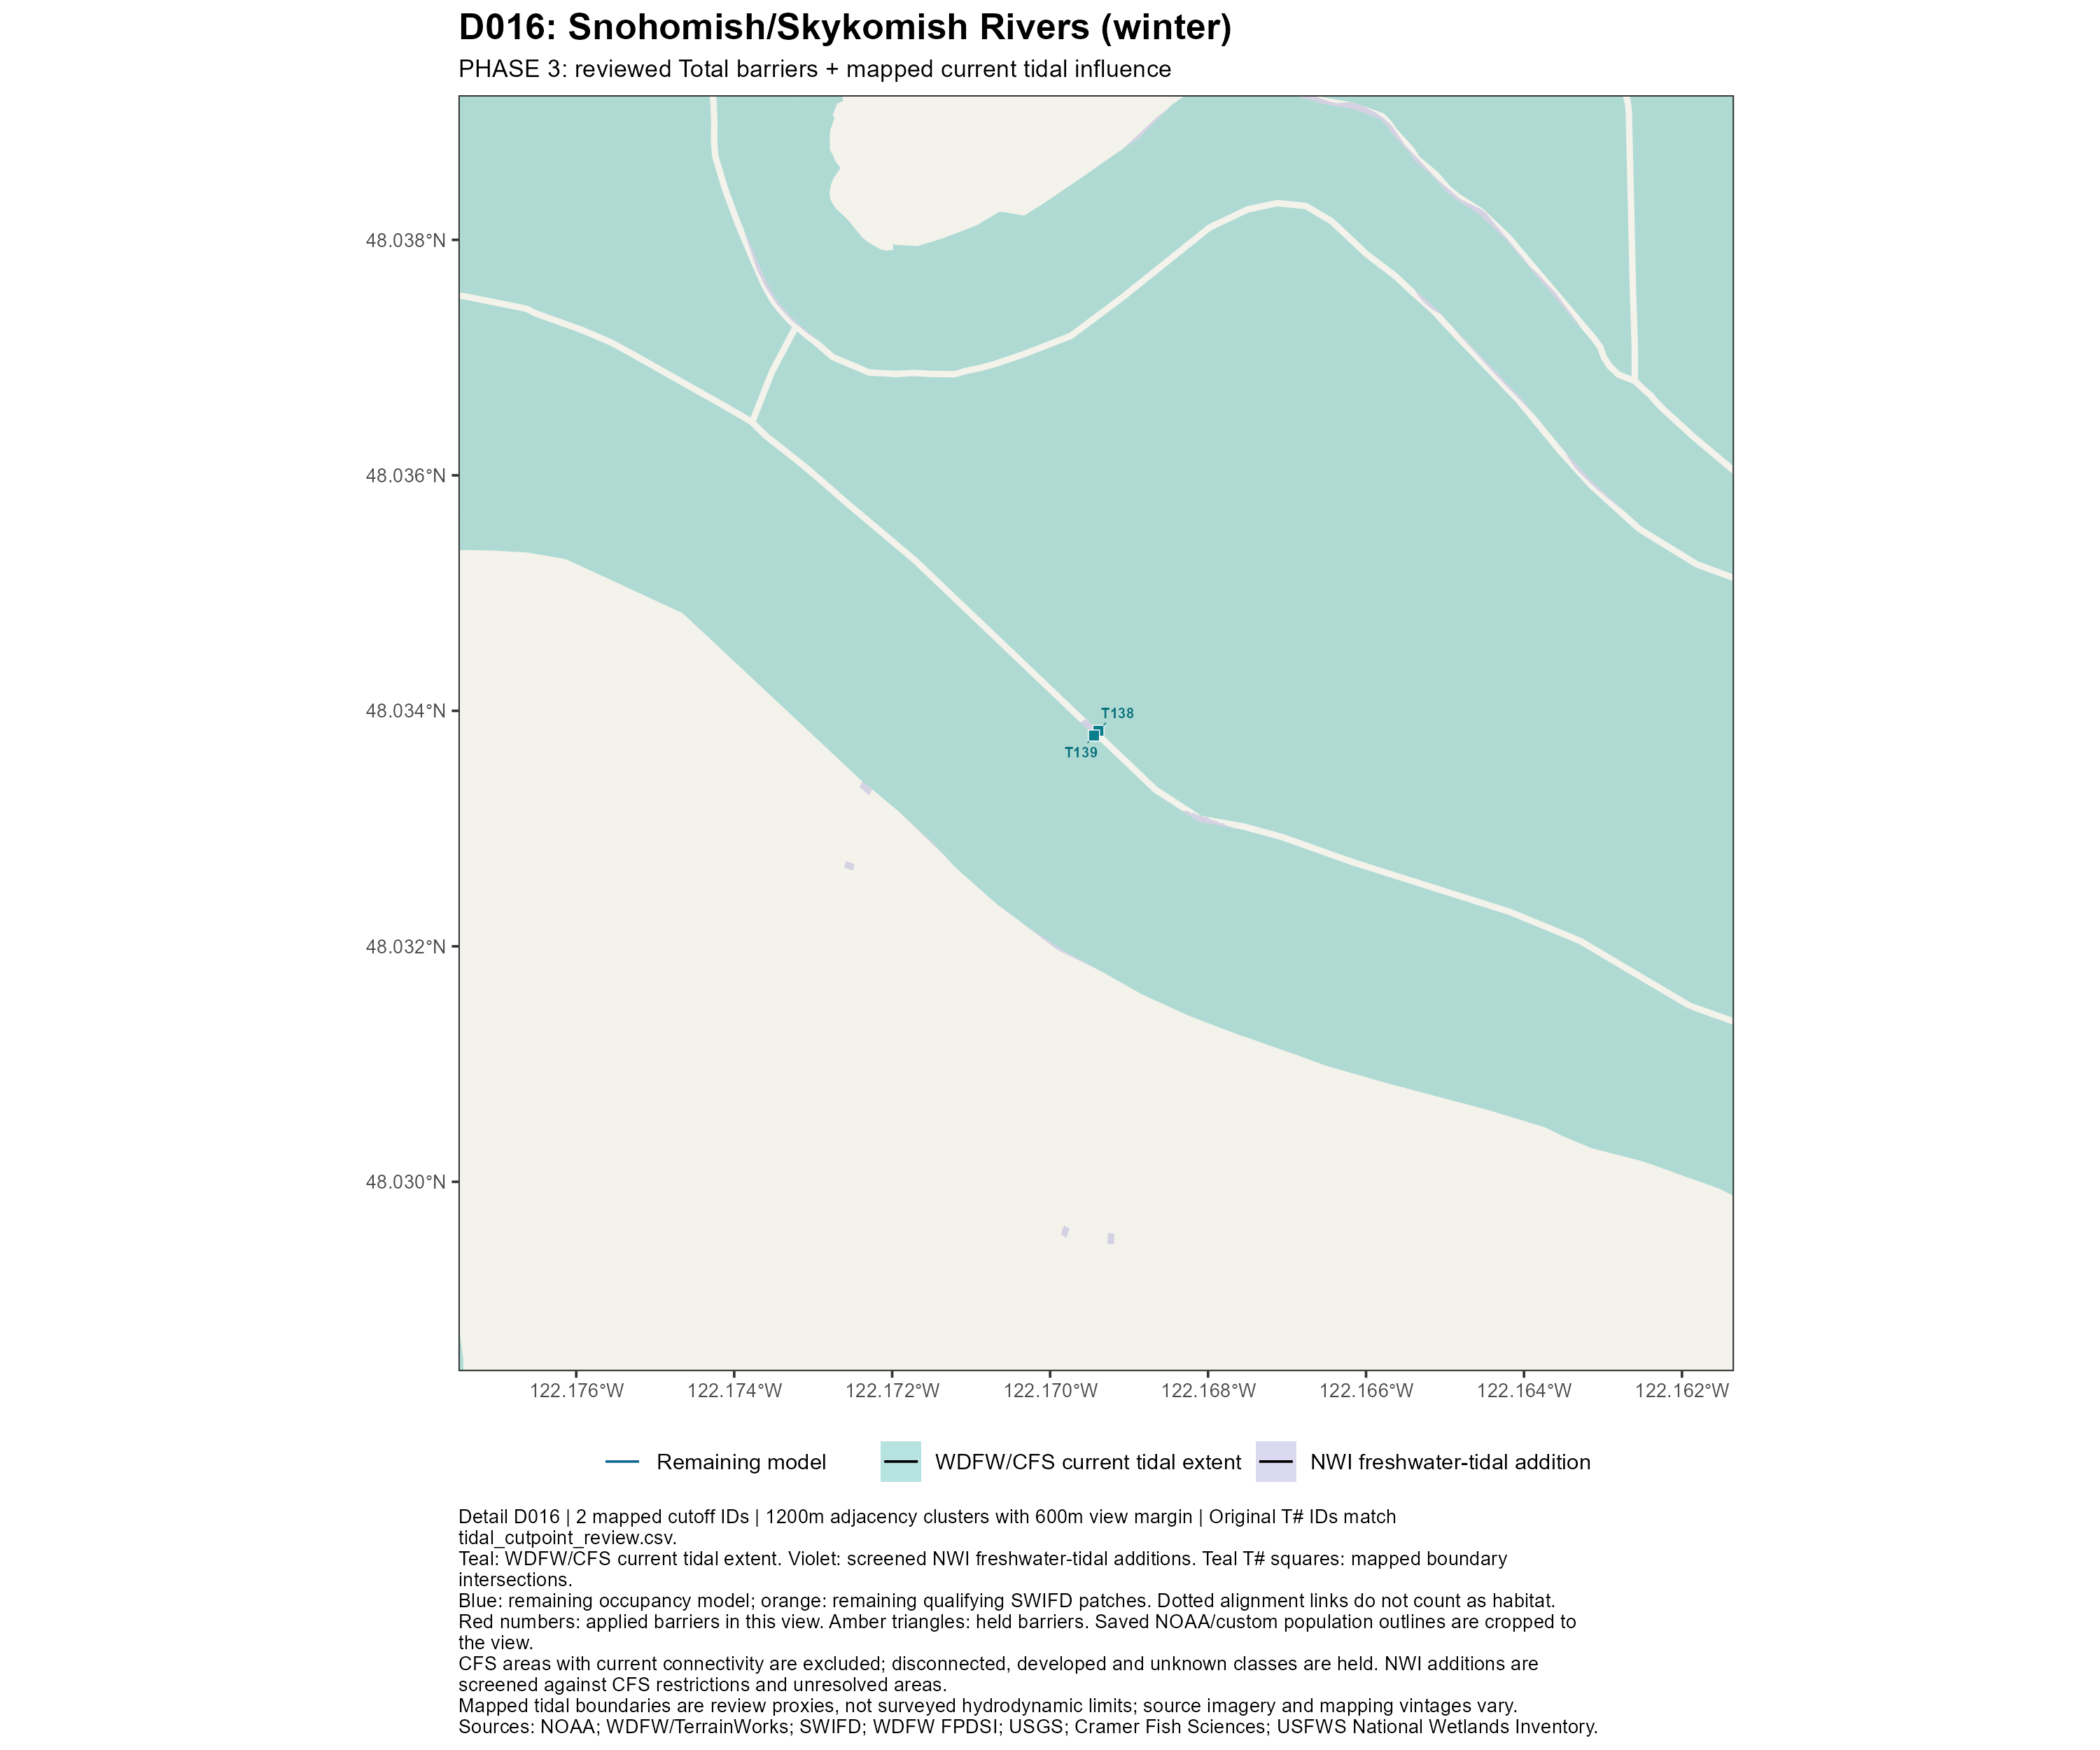 D016: Snohomish/Skykomish Rivers (winter)
PHASE 3: reviewed Total barriers + mapped current tidal influence
48.038°N
48.036°N
48.034°N
48.032°N
48.030°N
T138
T139
122.176°W
122.174°W
122.172°W
122.170°W
122.168°W
122.166°W
122.164°W
122.162°W
Remaining model
WDFW/CFS current tidal extent
NWI freshwater-tidal addition
Detail D016 | 2 mapped cutoff IDs | 1200m adjacency clusters with 600m view margin | Original T# IDs match
tidal_cutpoint_review.csv.
Teal: WDFW/CFS current tidal extent. Violet: screened NWI freshwater-tidal additions. Teal T# squares: mapped boundary
intersections.
Blue: remaining occupancy model; orange: remaining qualifying SWIFD patches. Dotted alignment links do not count as habitat.
Red numbers: applied barriers in this view. Amber triangles: held barriers. Saved NOAA/custom population outlines are cropped to
the view.
CFS areas with current connectivity are excluded; disconnected, developed and unknown classes are held. NWI additions are
screened against CFS restrictions and unresolved areas.
Mapped tidal boundaries are review proxies, not surveyed hydrodynamic limits; source imagery and mapping vintages vary.
Sources: NOAA; WDFW/TerrainWorks; SWIFD; WDFW FPDSI; USGS; Cramer Fish Sciences; USFWS National Wetlands Inventory.